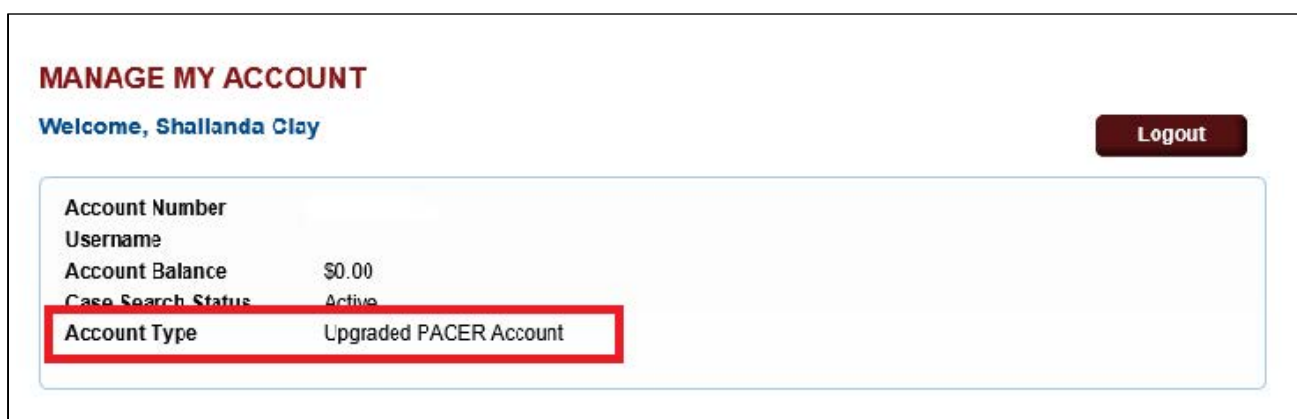 MANAGE MY ACCOUNT
Welcome, Shallanda Clay
Logout
Account Number
Username
Account Balance $0.00
Case Search Status Active
Account Type Upgraded PACER Account